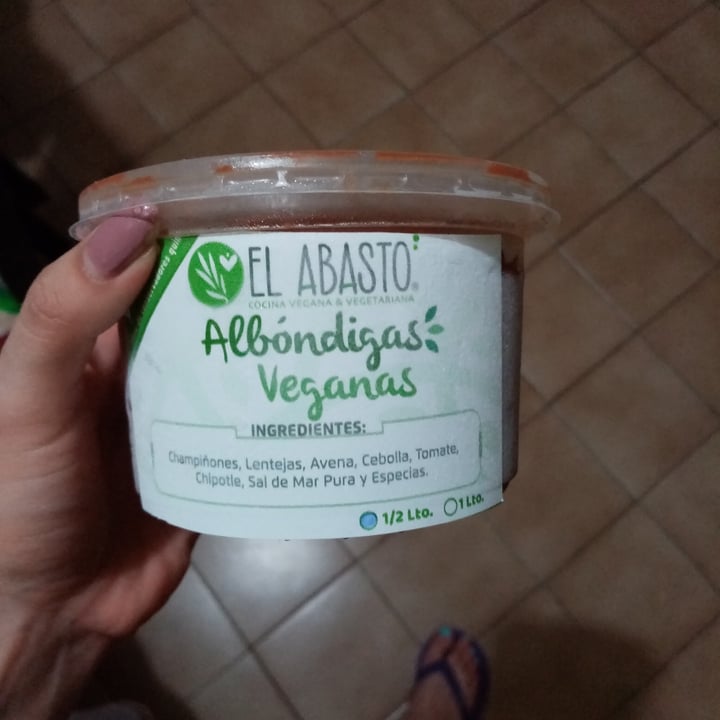 EL ABASTO
COCINA VEGANA & VEGETARIANA
Albóndigas
Veganas
INGREDIENTES:
Champiñones, Lentejas, Avena, Cebolla, Tomate,
Chipotle, Sal de Mar Pura y Especias.
1/2 Lto. 1 Lto.